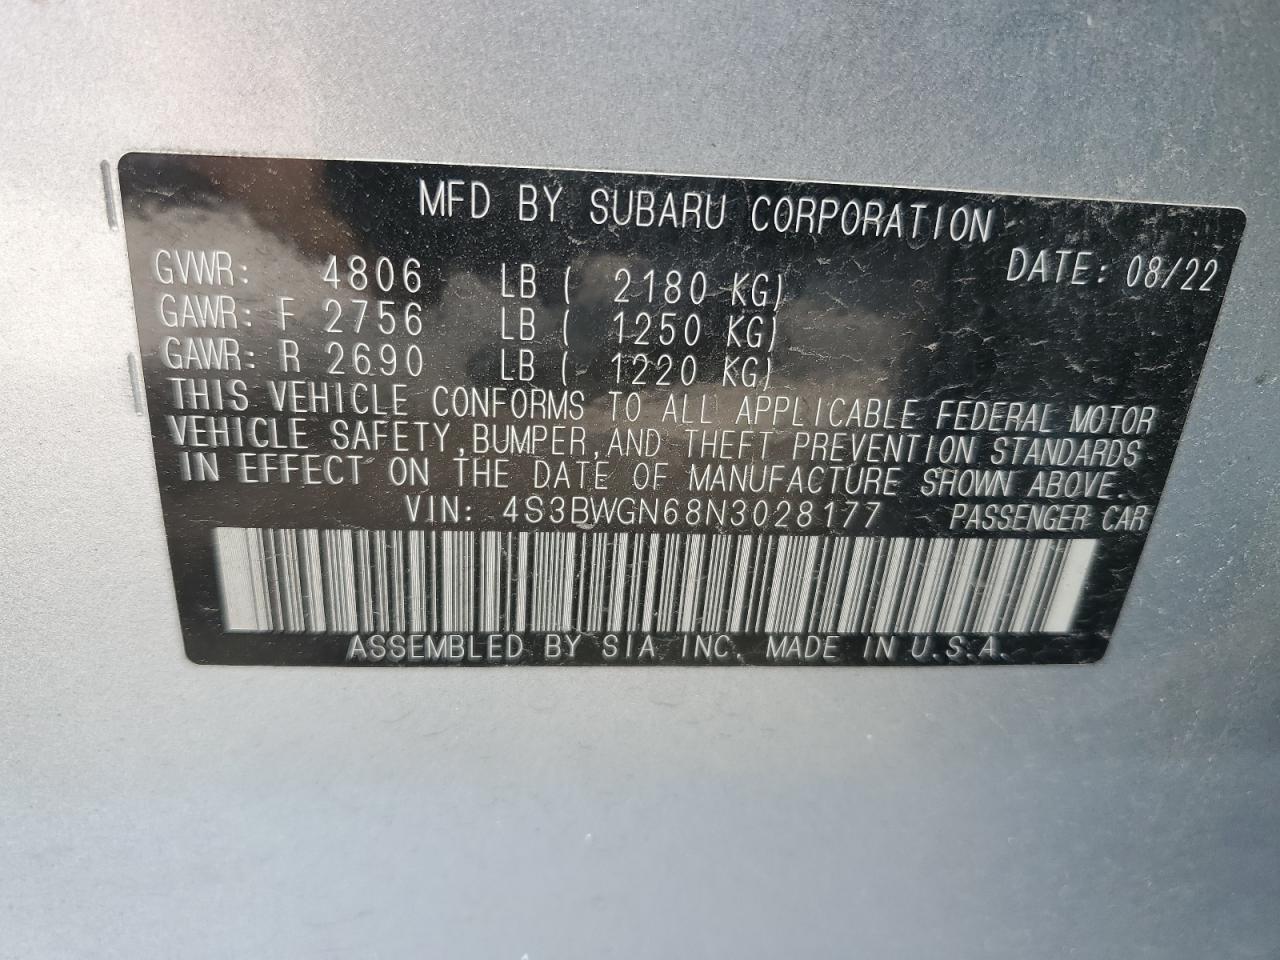 MFD BY SUBARU CORPORATION
DATE: 08/22
GVWR: 4806 LB ( 2180 KG)
GAWR: F 2756 LB ( 1250 KG)
GAWR: R 2690 LB ( 1220 KG)
THIS VEHICLE CONFORMS TO ALL APPLICABLE FEDERAL MOTOR
VEHICLE SAFETY, BUMPER, AND THEFT PREVENTION STANDARDS
IN EFFECT ON THE DATE OF MANUFACTURE SHOWN ABOVE.
VIN: 4S3BWGN68N3028177 PASSENGER CAR
ASSEMBLED BY SIA INC. MADE IN U.S.A.